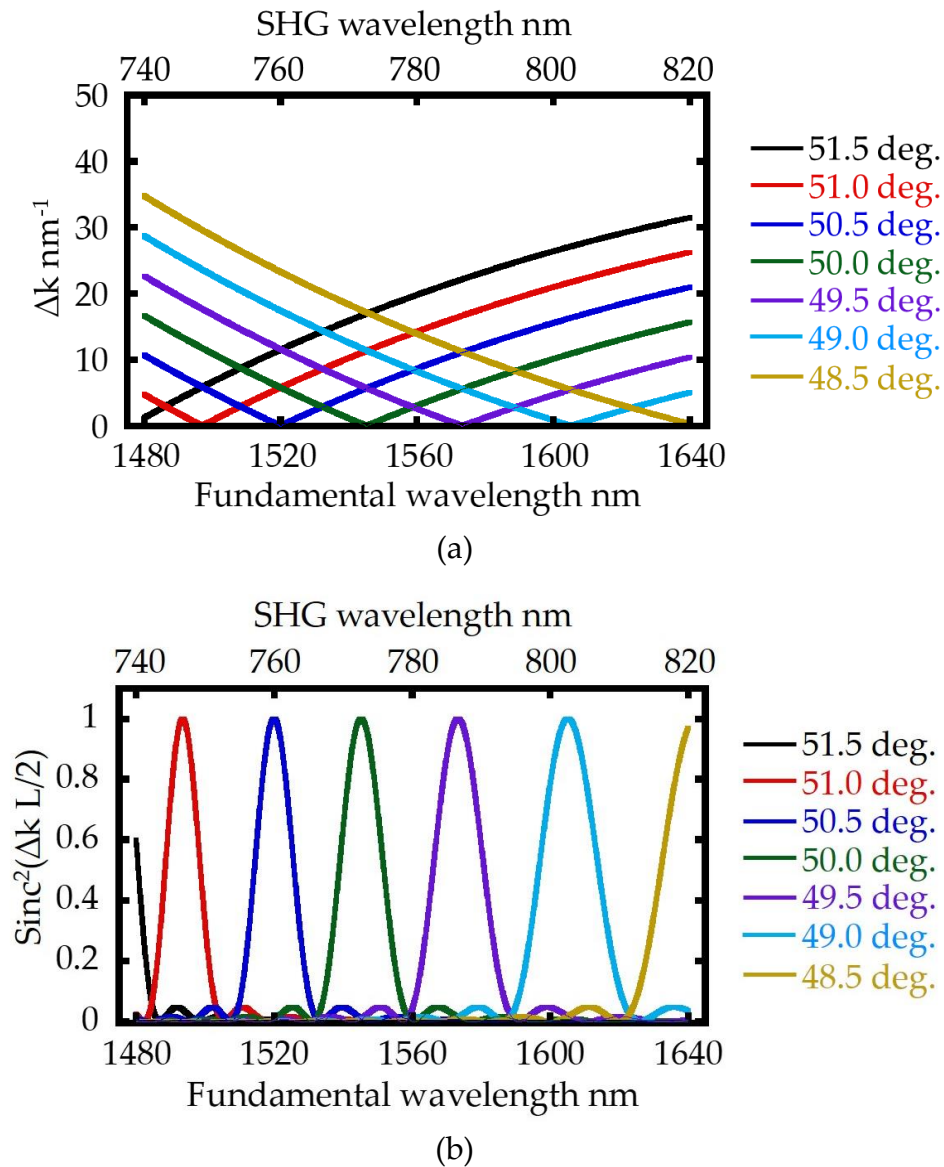 SHG wavelength nm
740 760 780 800 820
50
40
30
20
10
0
Δk nm⁻¹
1480 1520 1560 1600 1640
Fundamental wavelength nm
51.5 deg.
51.0 deg.
50.5 deg.
50.0 deg.
49.5 deg.
49.0 deg.
48.5 deg.
(a)
SHG wavelength nm
740 760 780 800 820
1
0.8
0.6
0.4
0.2
0
Sinc²(Δk L/2)
1480 1520 1560 1600 1640
Fundamental wavelength nm
51.5 deg.
51.0 deg.
50.5 deg.
50.0 deg.
49.5 deg.
49.0 deg.
48.5 deg.
(b)